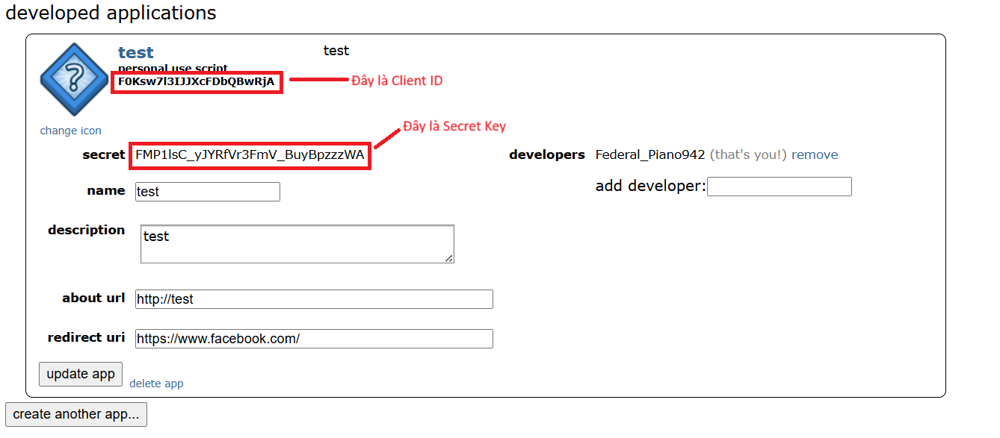 developed applications
test
test
personal use script
F0Ksw7l3IJJXcFDbQBwRjA
Đây là Client ID
Đây là Secret Key
change icon
secret FMP1lsC_yJYRfVr3FmV_BuyBpzzzWA developers Federal_Piano942 (that's you!) remove
name test add developer:
description test
about url http://test
redirect uri https://www.facebook.com/
update app delete app
create another app...